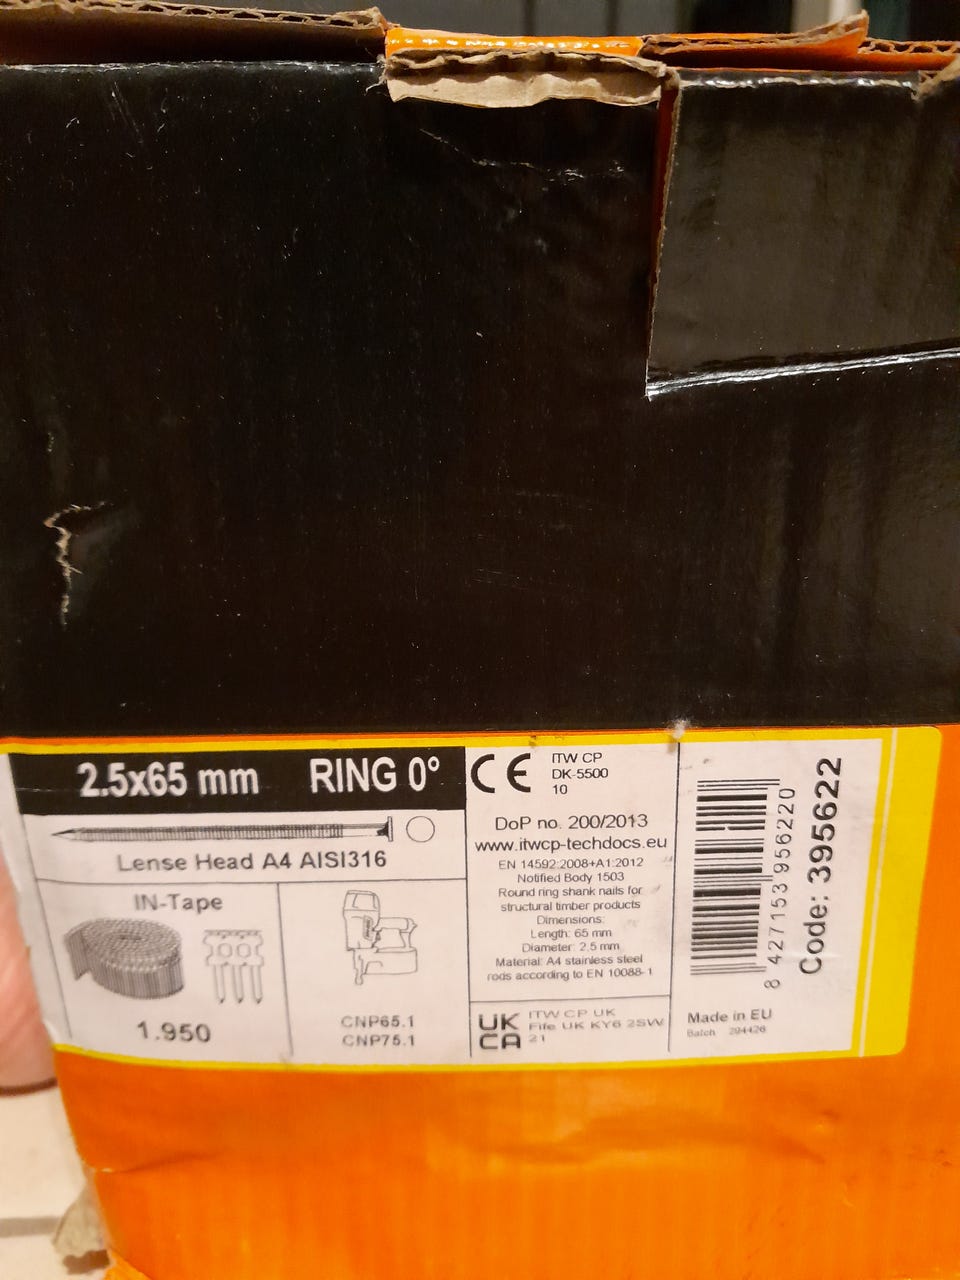 2.5x65 mm RING 0°
Lense Head A4 AISI316
IN-Tape
1.950
CNP65.1
CNP75.1
CE
ITW CP
DK-5500
10
DoP no. 200/2013
www.itwcp-techdocs.eu
EN 14592:2008+A1:2012
Notified Body 1503
Round ring shank nails for
structural timber products
Dimensions:
Length: 65 mm
Diameter: 2,5 mm
Material: A4 stainless steel
rods according to EN 10088-1
UK
CA
ITW CP UK
Fife UK KY6 2SW
21
8 427153 956220
Code: 395622
Made in EU
Batch